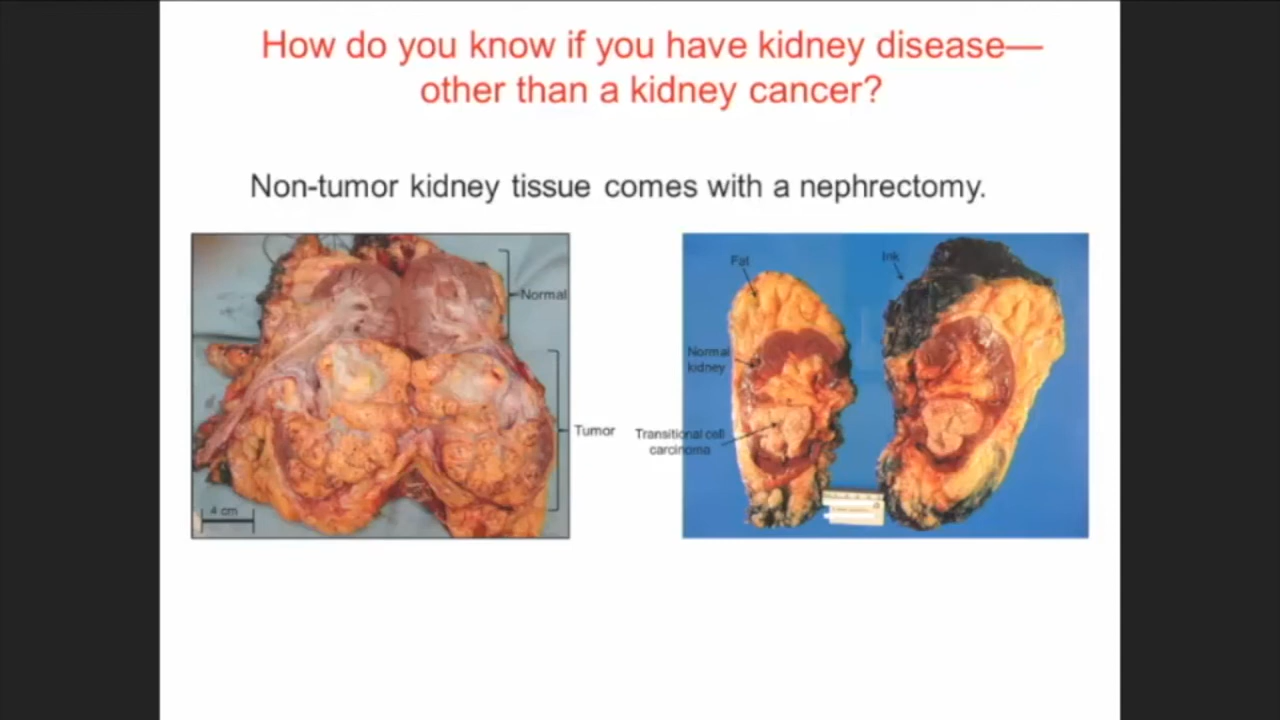 How do you know if you have kidney disease—
other than a kidney cancer?
Non-tumor kidney tissue comes with a nephrectomy.
Normal
Tumor
4 cm
Fat
Ink
Normal
kidney
Transitional cell
carcinoma